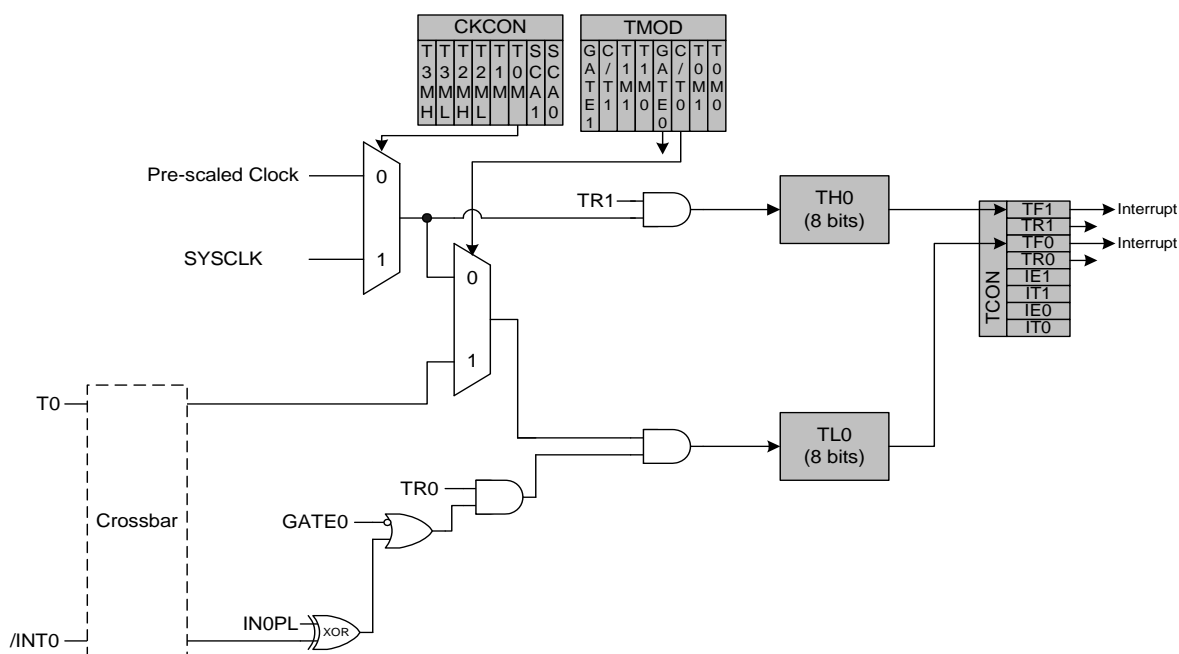 CKCON
T3MH
T3ML
T2MH
T2ML
T1M
T0M
SCA1
SCA0
TMOD
GATE1
C/T1
T1M1
T1M0
GATE0
C/T0
T0M1
T0M0
Pre-scaled Clock
0
SYSCLK
1
TR1
TH0
(8 bits)
TCON
TF1
TR1
TF0
TR0
IE1
IT1
IE0
IT0
Interrupt
Interrupt
0
1
T0
Crossbar
/INT0
TR0
GATE0
IN0PL
XOR
TL0
(8 bits)